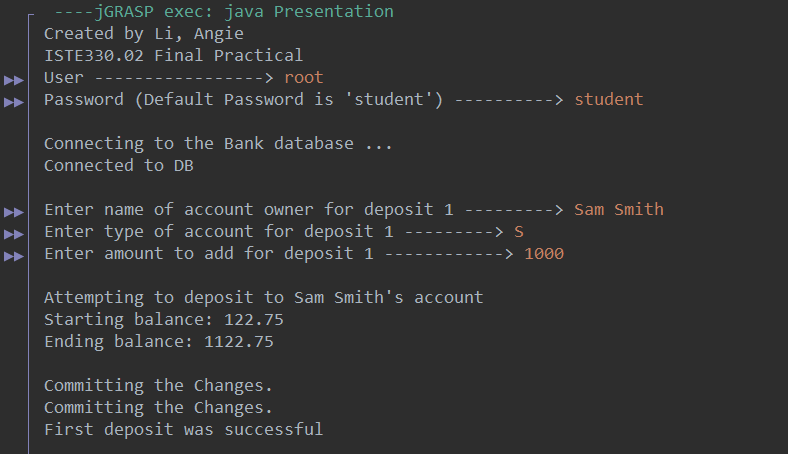 ----jGRASP exec: java Presentation
Created by Li, Angie
ISTE330.02 Final Practical
User -----------------> root
Password (Default Password is 'student') ----------> student
Connecting to the Bank database ...
Connected to DB
Enter name of account owner for deposit 1 ---------> Sam Smith
Enter type of account for deposit 1 ---------> S
Enter amount to add for deposit 1 ------------> 1000
Attempting to deposit to Sam Smith's account
Starting balance: 122.75
Ending balance: 1122.75
Committing the Changes.
Committing the Changes.
First deposit was successful